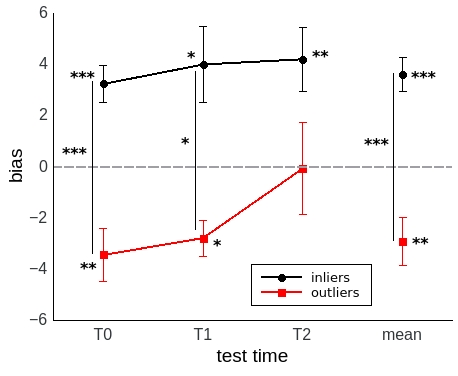 6
4
2
0
−2
−4
−6
bias
***
*
**
***
***
*
***
**
*
**
inliers
outliers
T0
T1
T2
mean
test time